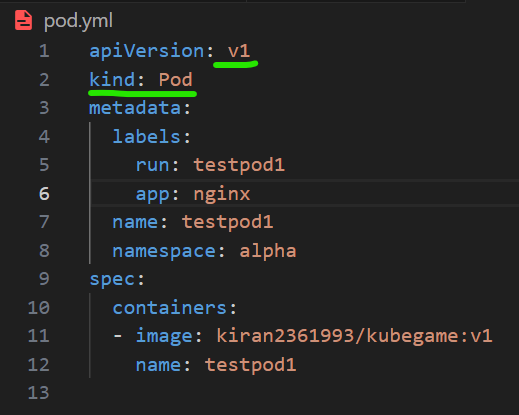 pod.yml
1 apiVersion: v1
2 kind: Pod
3 metadata:
4   labels:
5     run: testpod1
6     app: nginx
7   name: testpod1
8   namespace: alpha
9 spec:
10   containers:
11   - image: kiran2361993/kubegame:v1
12     name: testpod1
13